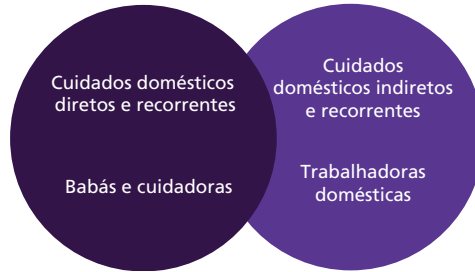 Cuidados domésticos
diretos e recorrentes
Babás e cuidadoras
Cuidados
domésticos indiretos
e recorrentes
Trabalhadoras
domésticas